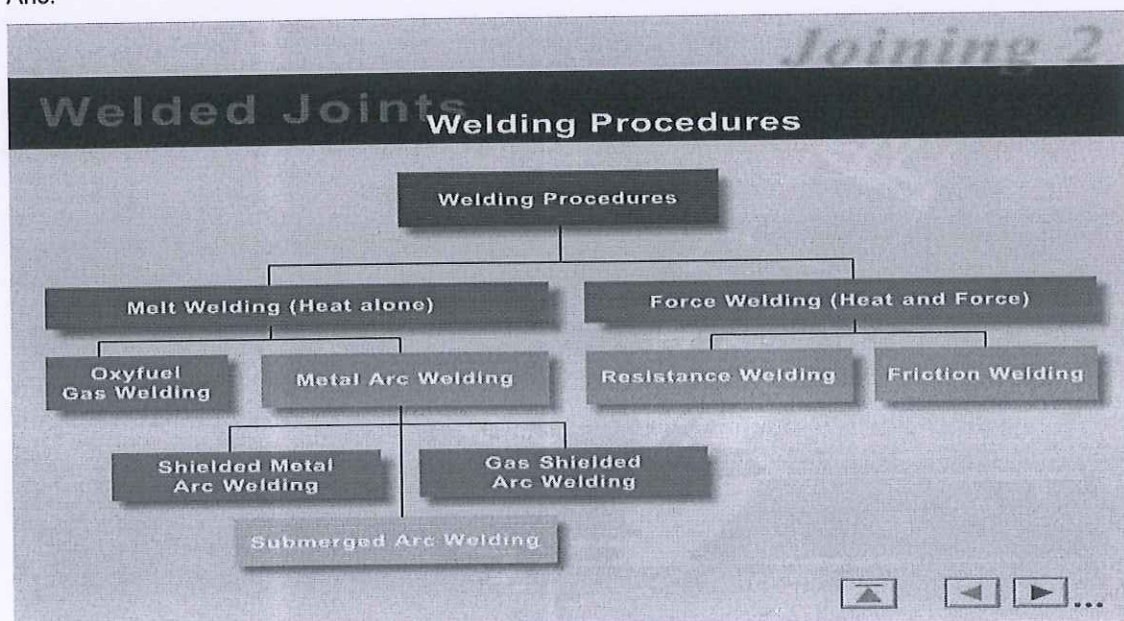 Joining 2
Welded Joints
Welding Procedures
Welding Procedures
Melt Welding (Heat alone)
Force Welding (Heat and Force)
Oxyfuel
Gas Welding
Metal Arc Welding
Resistance Welding
Friction Welding
Shielded Metal
Arc Welding
Gas Shielded
Arc Welding
Submerged Arc Welding
...